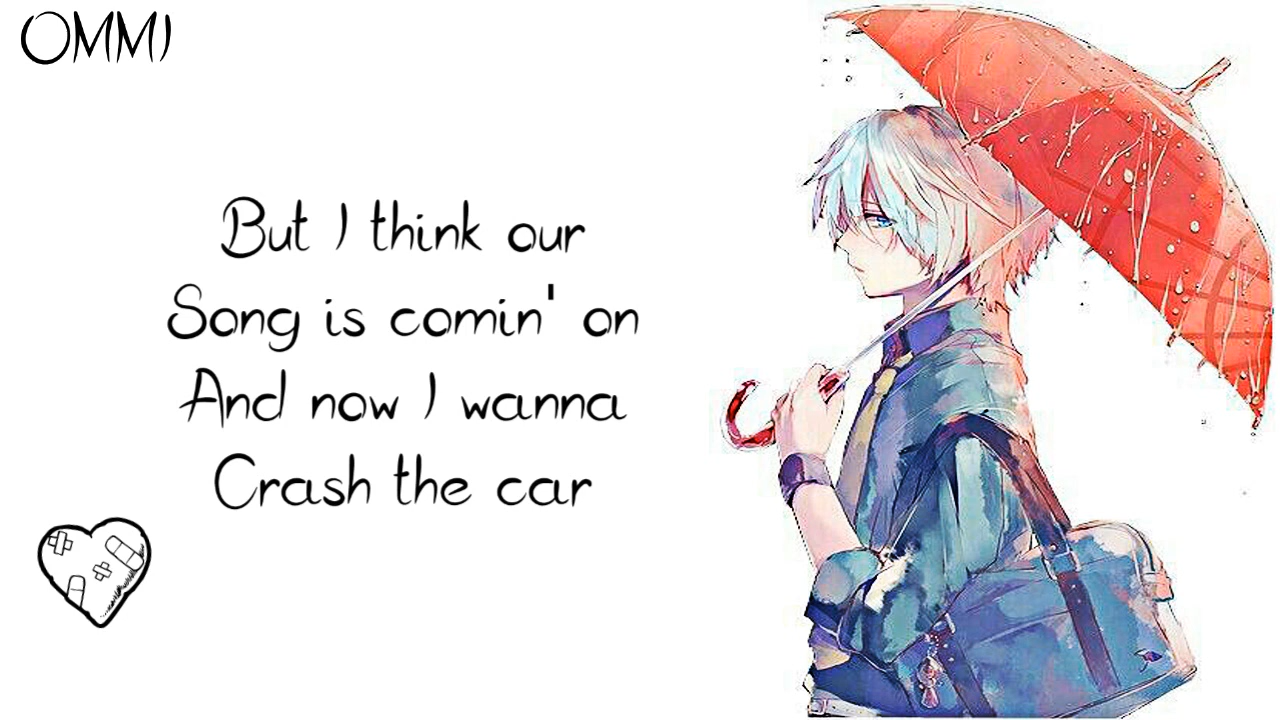 OMMI
But I think our
Song is comin' on
And now I wanna
Crash the car